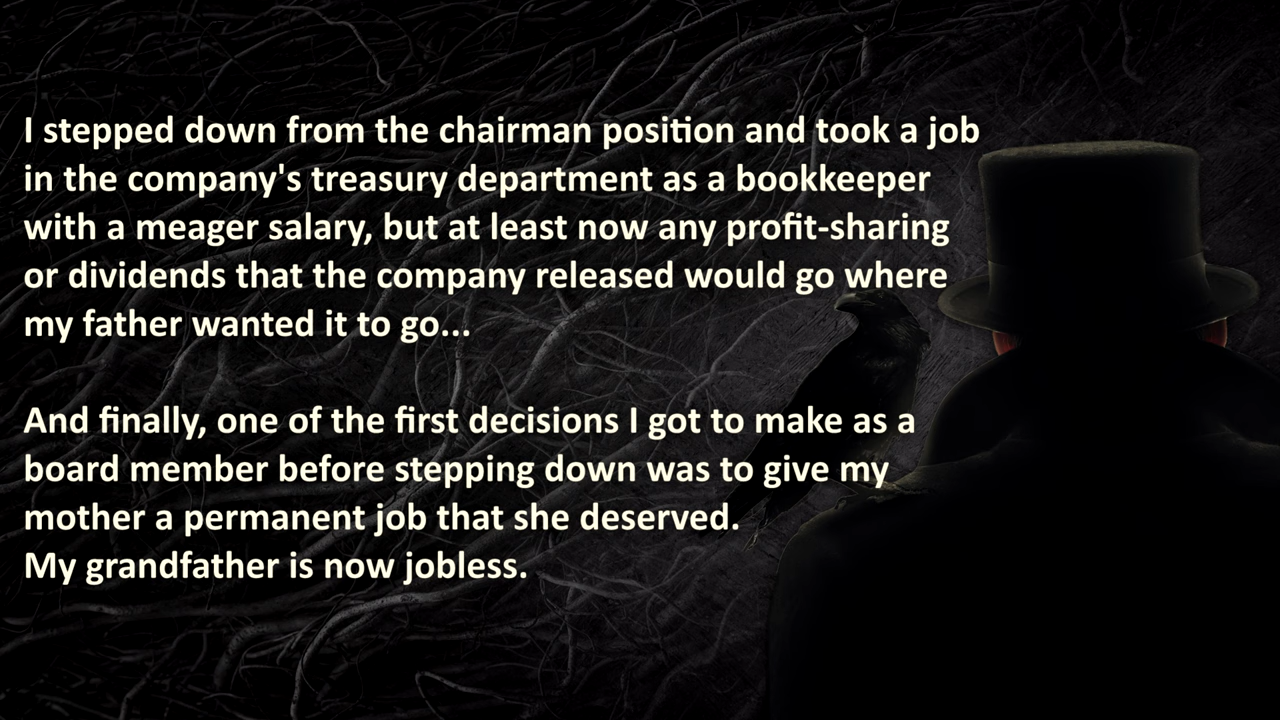 I stepped down from the chairman position and took a job
in the company's treasury department as a bookkeeper
with a meager salary, but at least now any profit-sharing
or dividends that the company released would go where
my father wanted it to go...
And finally, one of the first decisions I got to make as a
board member before stepping down was to give my
mother a permanent job that she deserved.
My grandfather is now jobless.